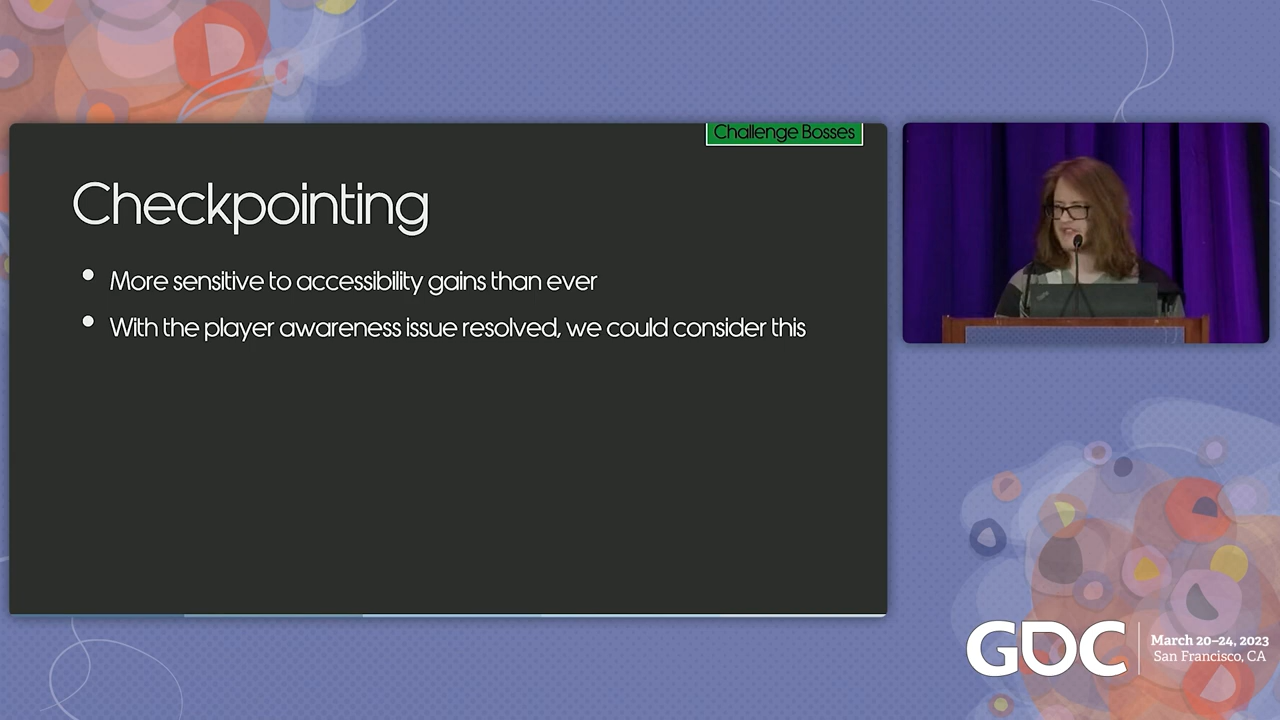 Challenge Bosses
Checkpointing
More sensitive to accessibility gains than ever
With the player awareness issue resolved, we could consider this
GDC
March 20–24, 2023
San Francisco, CA